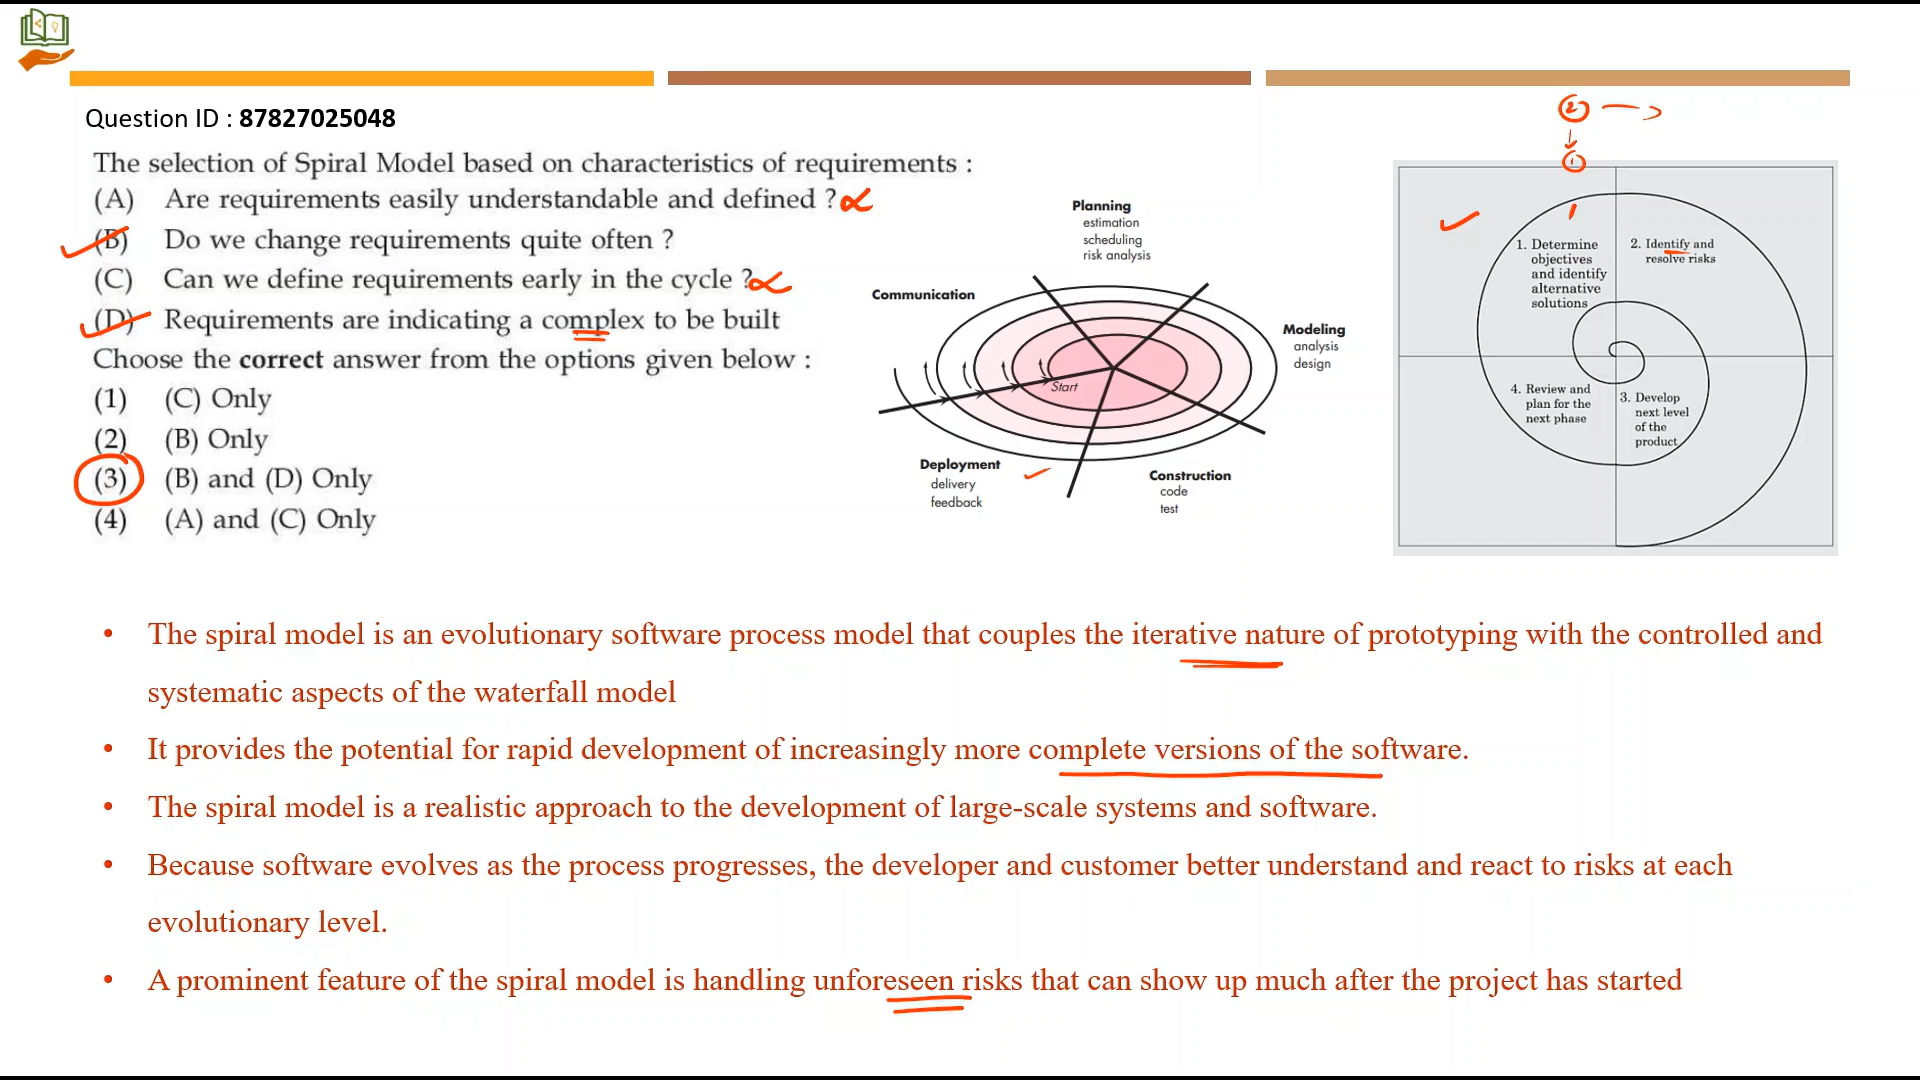 Question ID : 87827025048
The selection of Spiral Model based on characteristics of requirements :
(A) Are requirements easily understandable and defined ?
(B) Do we change requirements quite often ?
(C) Can we define requirements early in the cycle ?
(D) Requirements are indicating a complex to be built
Choose the correct answer from the options given below :
(1) (C) Only
(2) (B) Only
(3) (B) and (D) Only
(4) (A) and (C) Only
Planning
estimation
scheduling
risk analysis
Communication
Modeling
analysis
design
Start
Deployment
delivery
feedback
Construction
code
test
2
1
1. Determine
objectives
and identify
alternative
solutions
2. Identify and
resolve risks
4. Review and
plan for the
next phase
3. Develop
next level
of the
product
• The spiral model is an evolutionary software process model that couples the iterative nature of prototyping with the controlled and
systematic aspects of the waterfall model
• It provides the potential for rapid development of increasingly more complete versions of the software.
• The spiral model is a realistic approach to the development of large-scale systems and software.
• Because software evolves as the process progresses, the developer and customer better understand and react to risks at each
evolutionary level.
• A prominent feature of the spiral model is handling unforeseen risks that can show up much after the project has started